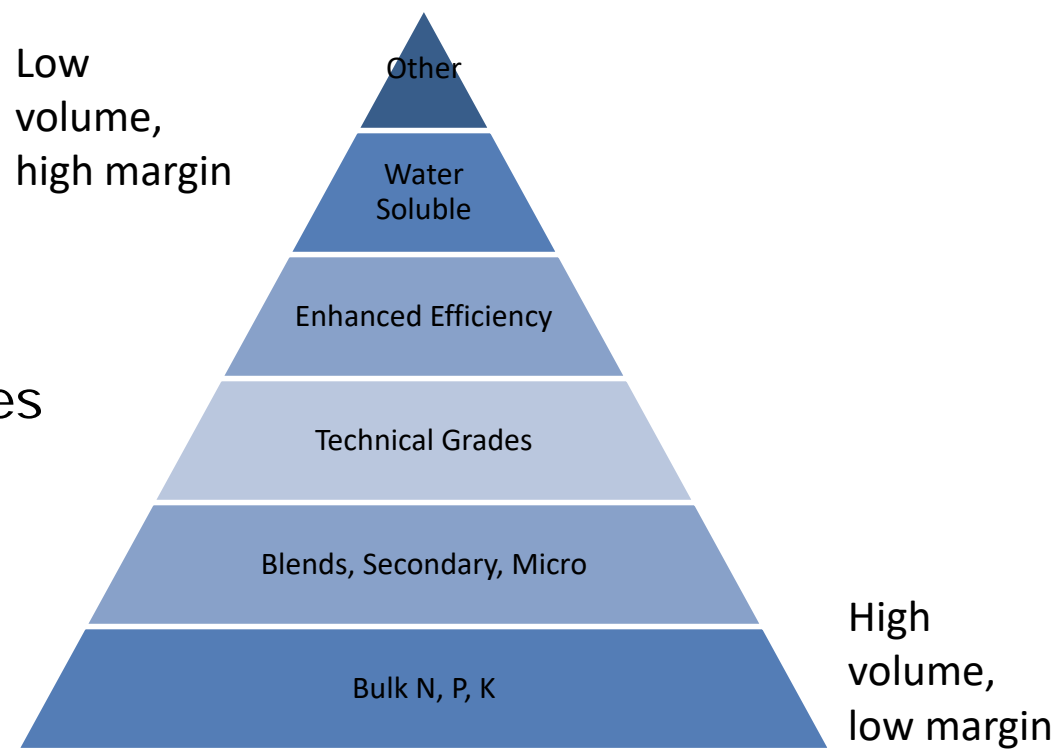 Low
volume,
high margin
Other
Water
Soluble
Enhanced Efficiency
es
Technical Grades
Blends, Secondary, Micro
Bulk N, P, K
High
volume,
low margin